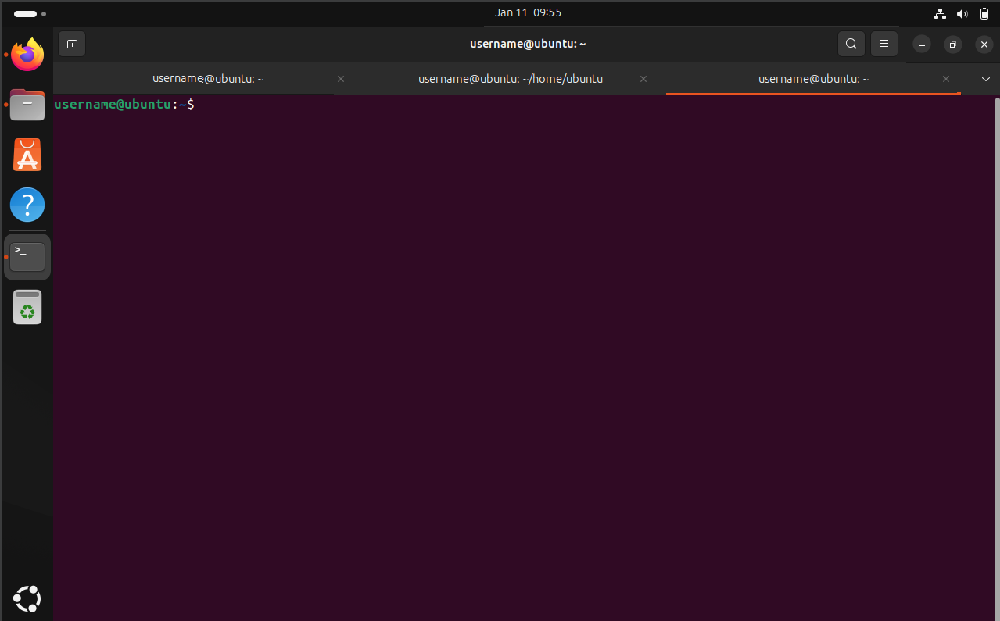 Jan 11 09:55
username@ubuntu: ~
username@ubuntu: ~ username@ubuntu: ~/home/ubuntu username@ubuntu: ~
username@ubuntu:~$
?
>_